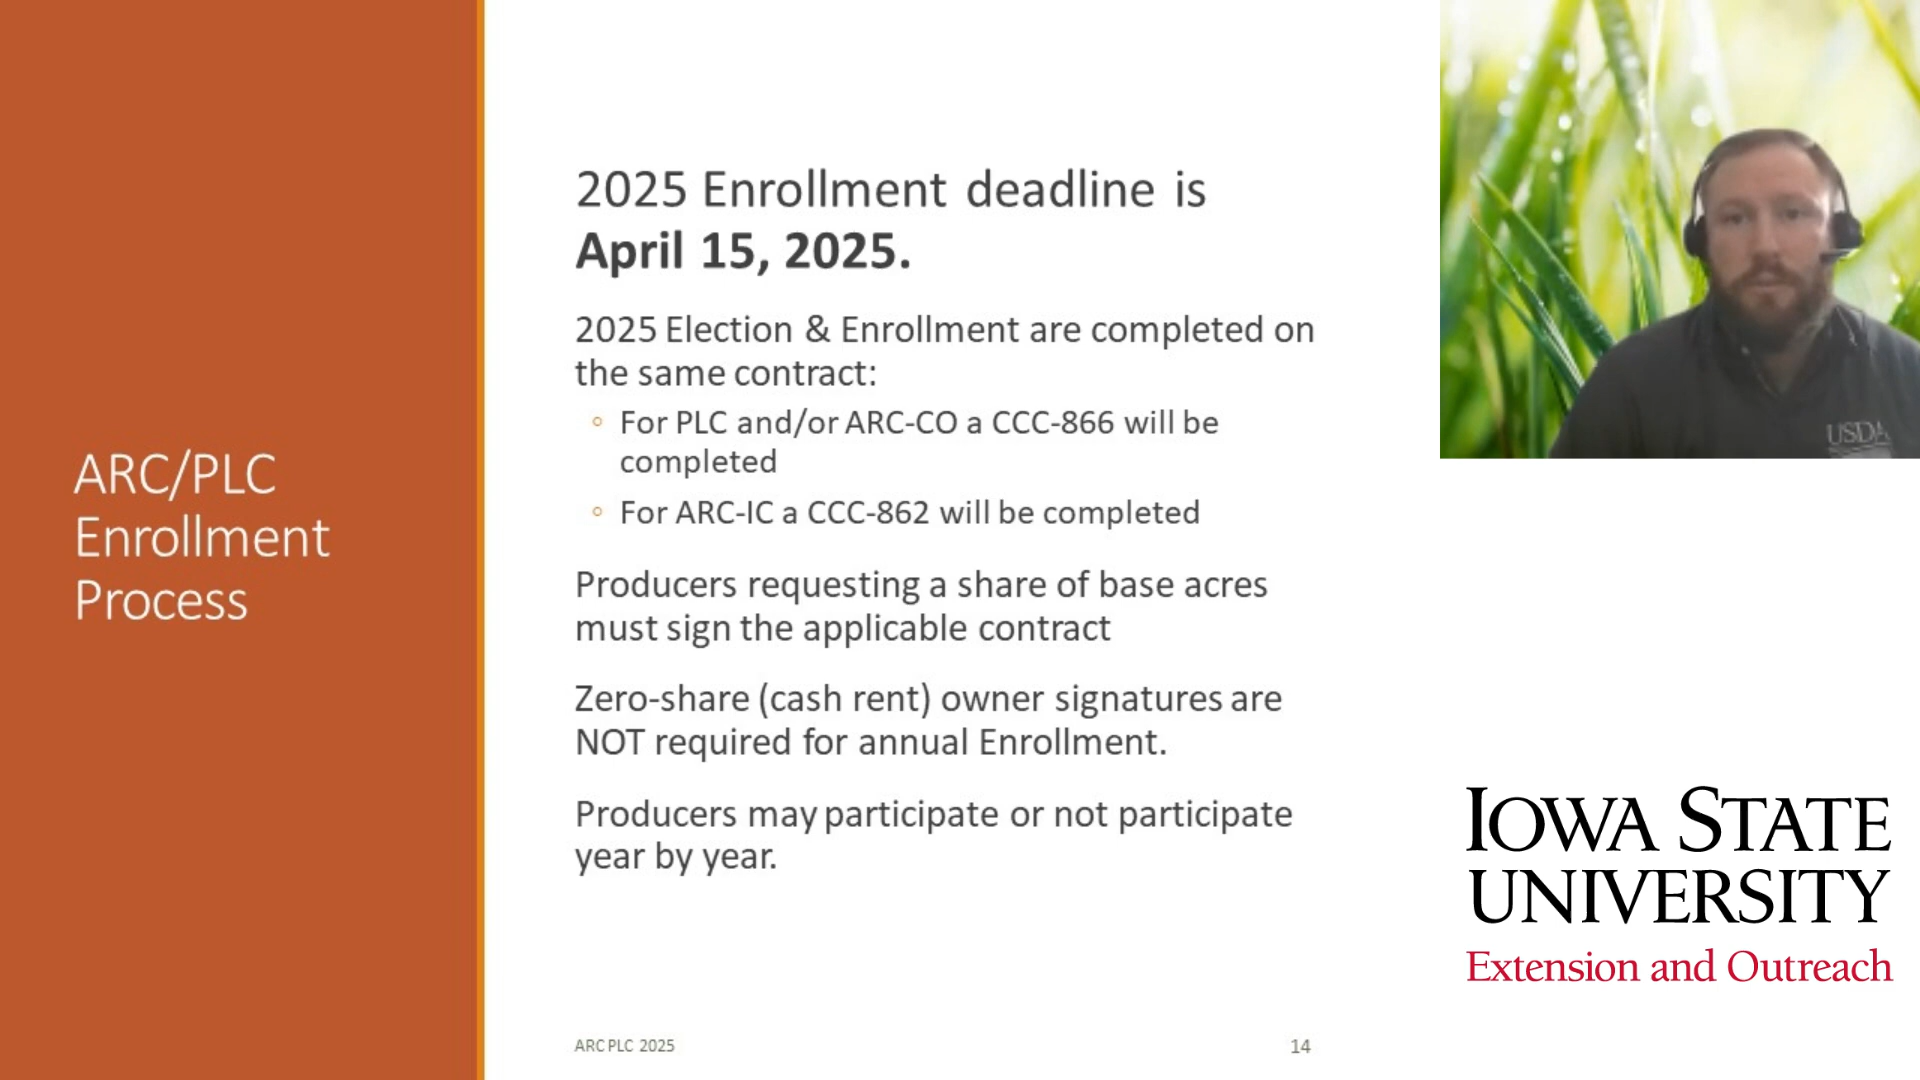 ARC/PLC
Enrollment
Process
2025 Enrollment deadline is
April 15, 2025.
2025 Election & Enrollment are completed on
the same contract:
◦ For PLC and/or ARC-CO a CCC-866 will be
completed
◦ For ARC-IC a CCC-862 will be completed
Producers requesting a share of base acres
must sign the applicable contract
Zero-share (cash rent) owner signatures are
NOT required for annual Enrollment.
Producers may participate or not participate
year by year.
ARC PLC 2025
14
USDA
IOWA STATE
UNIVERSITY
Extension and Outreach